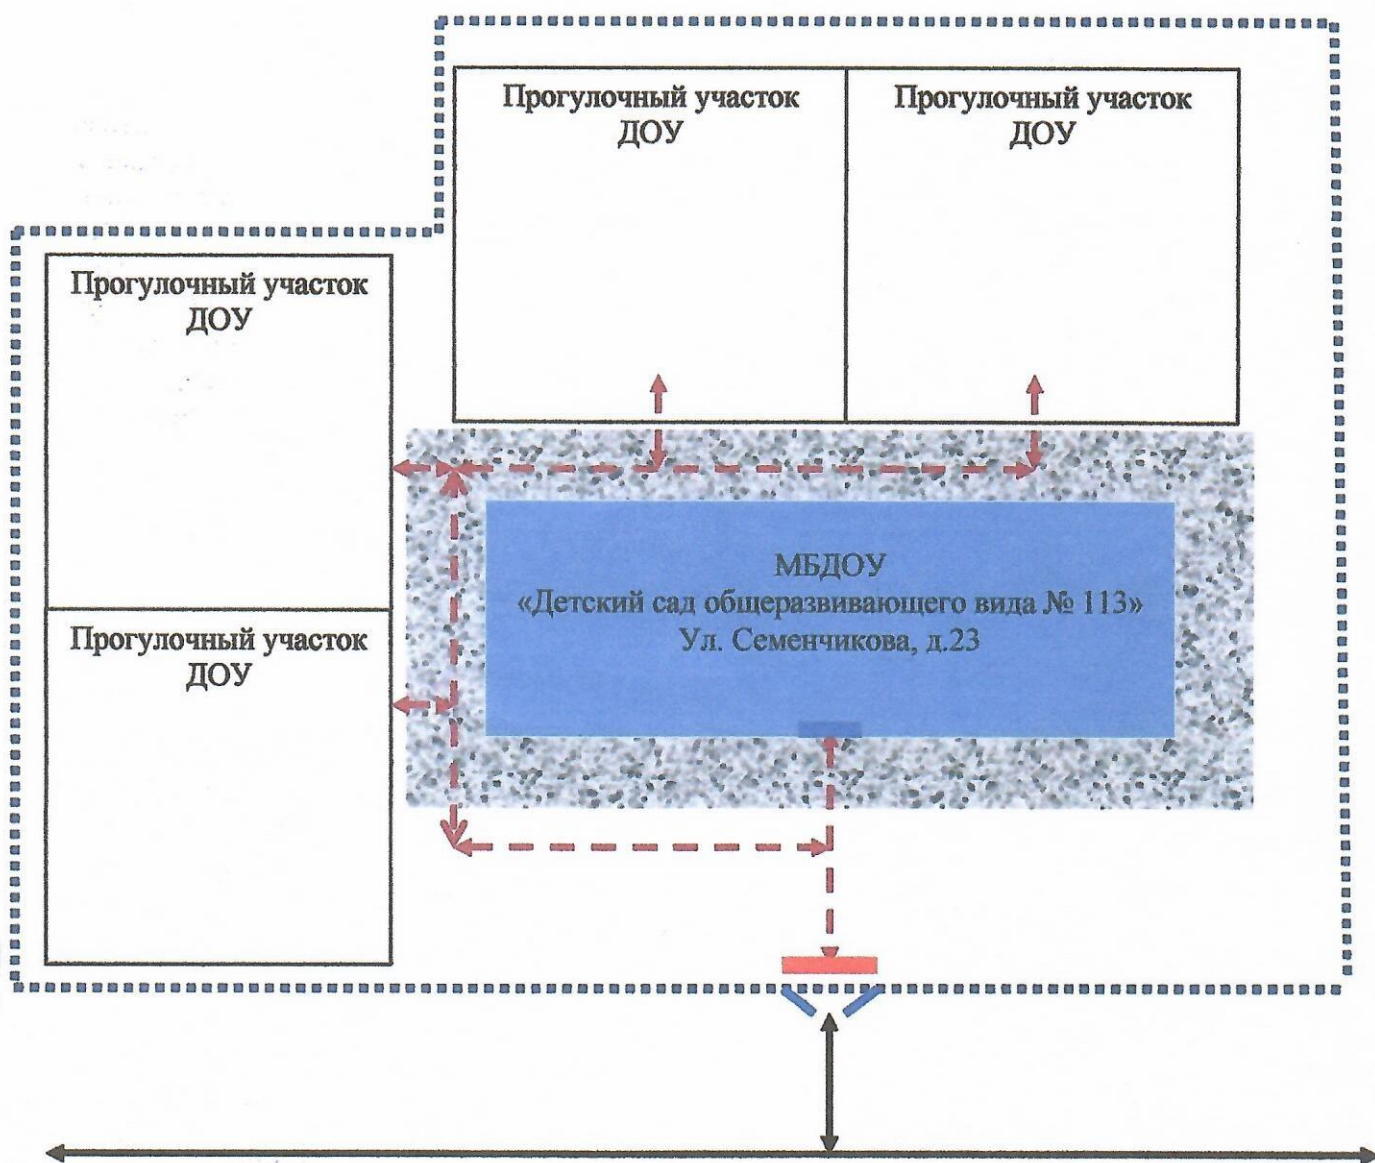 Прогулочный участок
ДОУ
Прогулочный участок
ДОУ
Прогулочный участок
ДОУ
Прогулочный участок
ДОУ
МБДОУ
«Детский сад общеразвивающего вида № 113»
Ул. Семенчикова, д.23